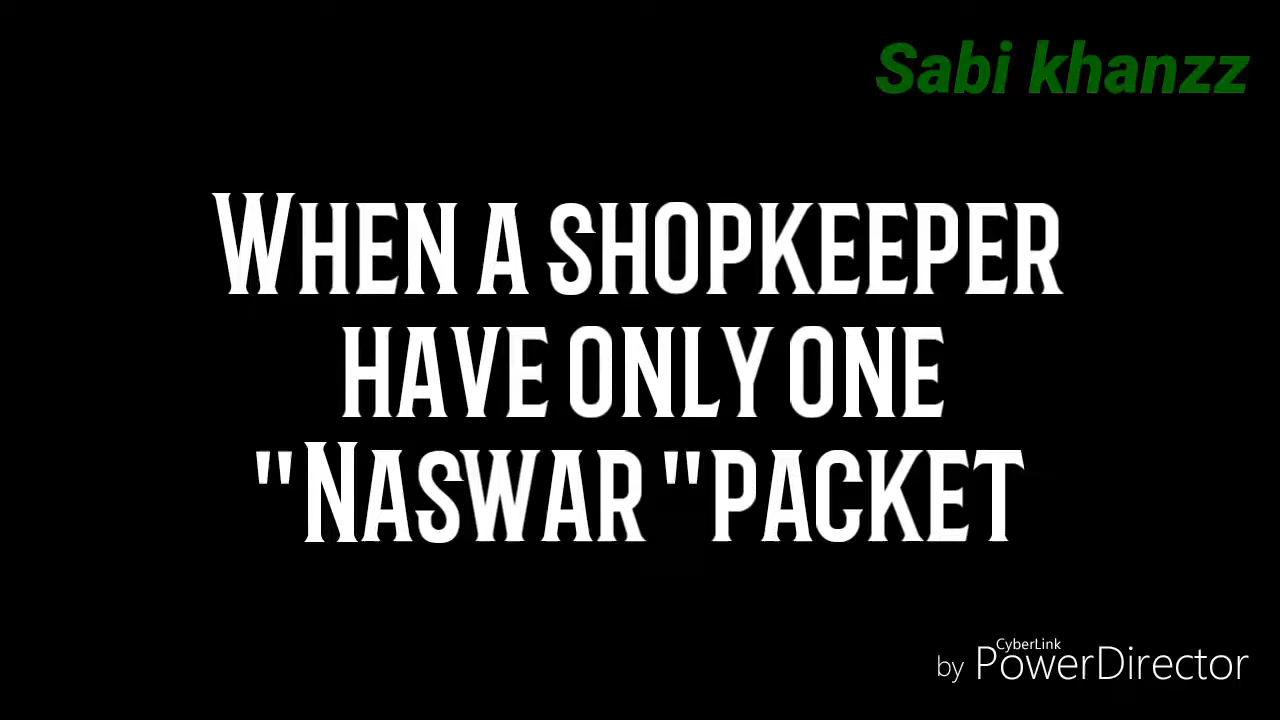 Sabi khanzz
WHEN A SHOPKEEPER
HAVE ONLY ONE
"NASWAR "PACKET
CyberLink
by PowerDirector